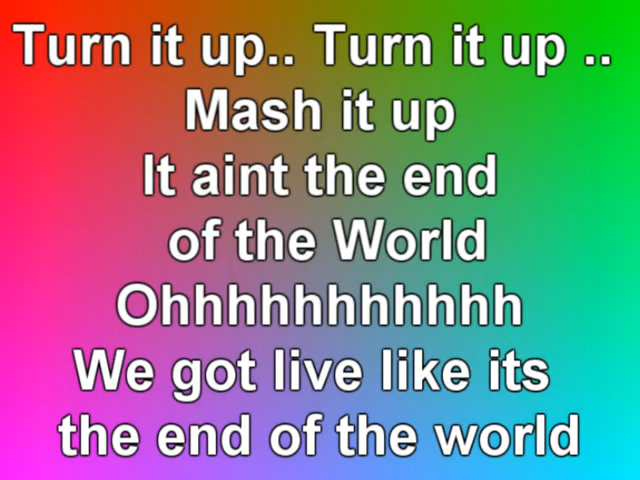 Turn it up.. Turn it up ..
Mash it up
It aint the end
of the World
Ohhhhhhhhhhh
We got live like its
the end of the world